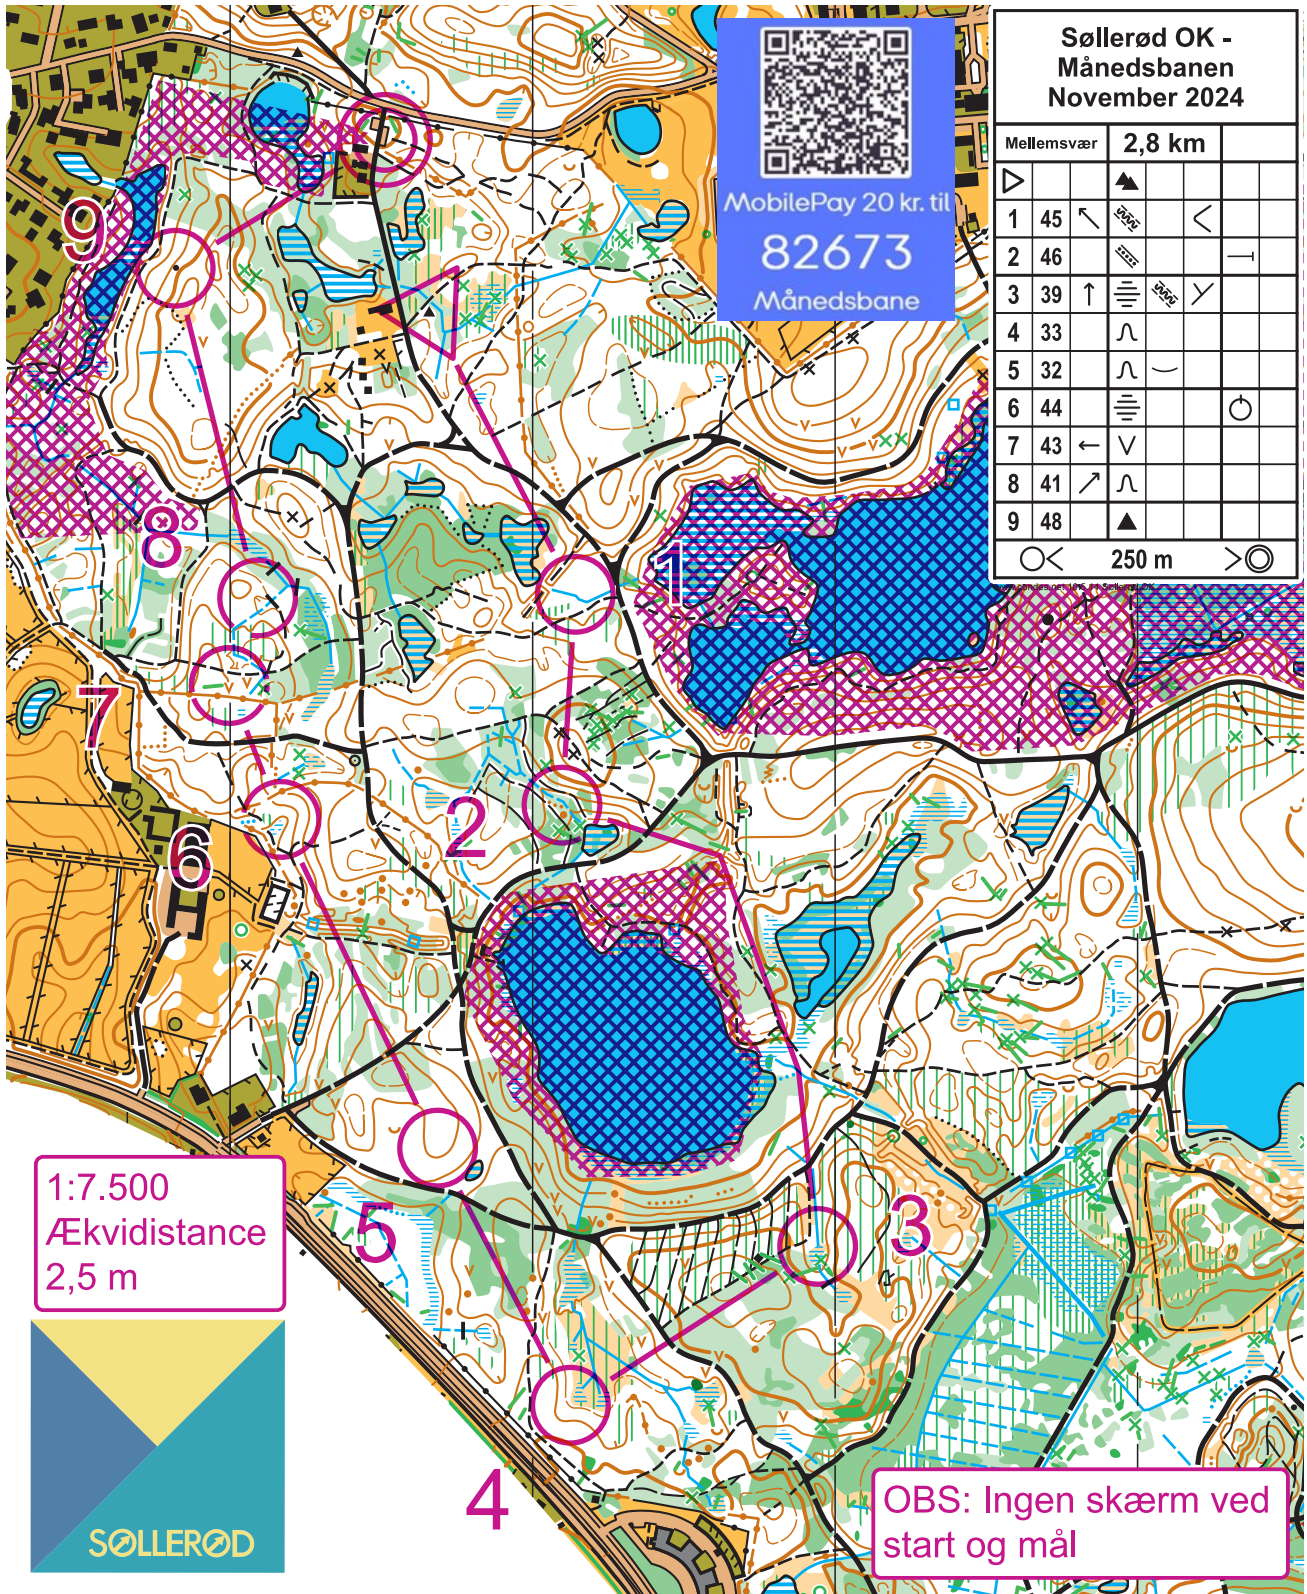 MobilePay 20 kr. til
82673
Månedsbane
Søllerød OK -
Månedsbanen
November 2024
Mellemsvær 2,8 km
1 45
2 46
3 39
4 33
5 32
6 44
7 43
8 41
9 48
250 m
9
8
1
7
2
6
3
5
4
1:7.500
Ækvidistance
2,5 m
SØLLERØD
OBS: Ingen skærm ved
start og mål